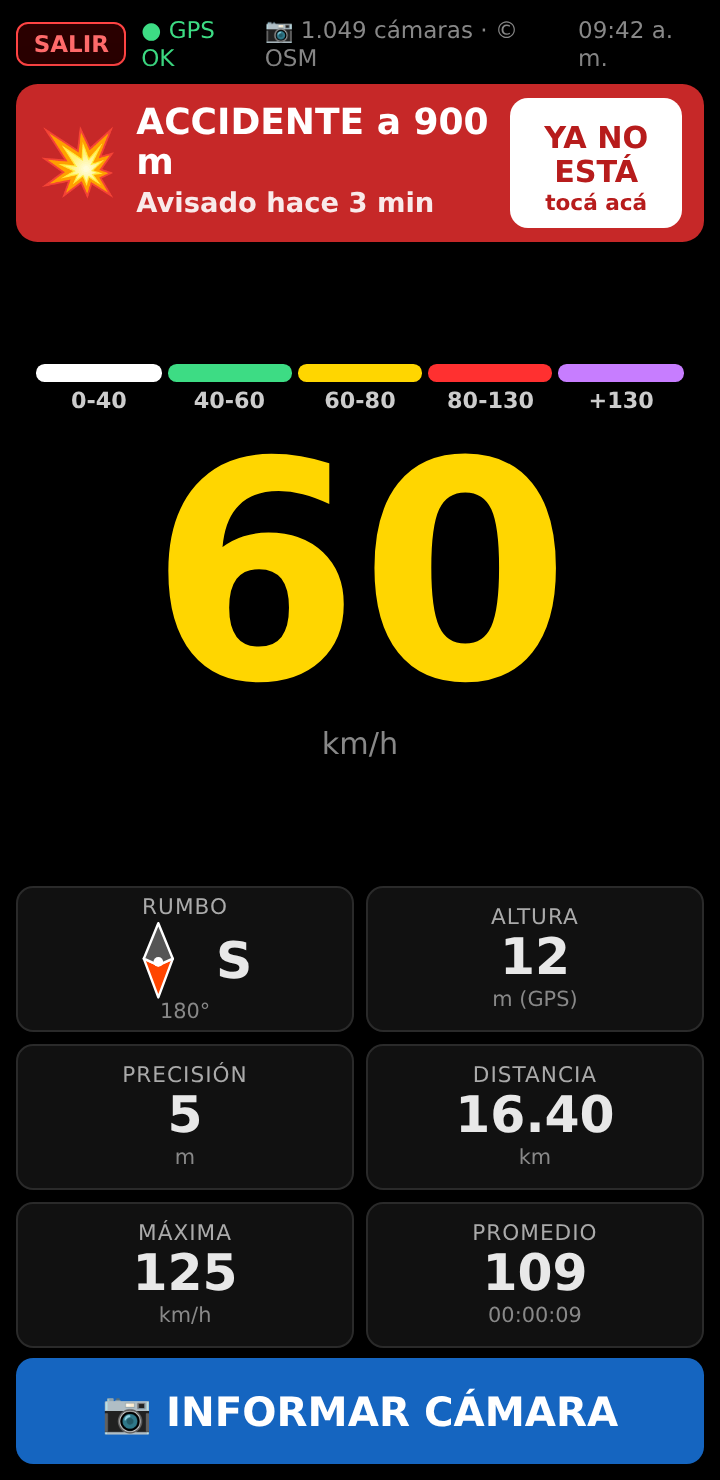 SALIR
● GPS OK
📷 1.049 cámaras · © OSM
09:42 a. m.
ACCIDENTE a 900 m
Avisado hace 3 min
YA NO ESTÁ
tocá acá
0-40 40-60 60-80 80-130 +130
60
km/h
RUMBO
S
180°
ALTURA
12
m (GPS)
PRECISIÓN
5
m
DISTANCIA
16.40
km
MÁXIMA
125
km/h
PROMEDIO
109
00:00:09
📷 INFORMAR CÁMARA